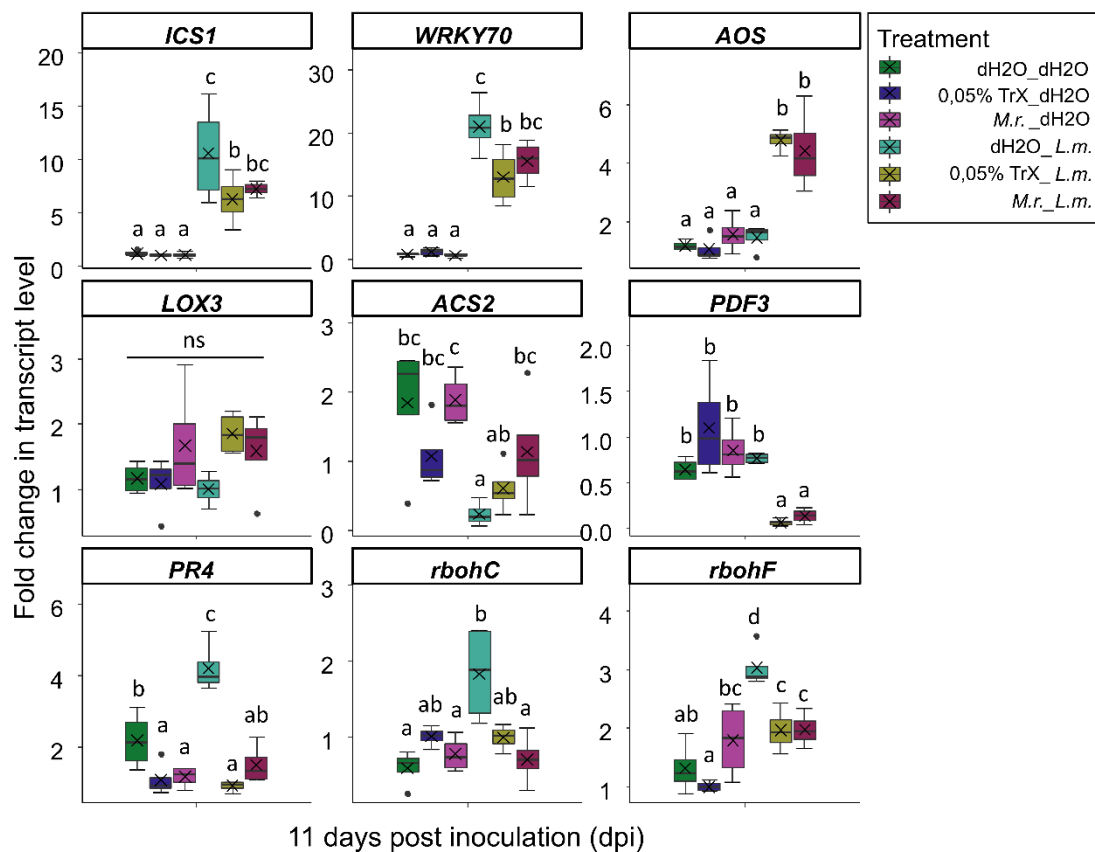 ICS1
WRKY70
AOS
Treatment
dH2O_dH2O
0,05% TrX_dH2O
M.r._dH2O
dH2O_L.m.
0,05% TrX_L.m.
M.r._L.m.
20
15
10
5
0
a a a c b bc
30
20
10
0
a a a c b bc
6
4
2
0
a a a a b b
LOX3
ACS2
PDF3
3
2
1
ns
3
2
1
0
bc bc c a ab bc
2.0
1.5
1.0
0.5
0.0
b b b b a a
PR4
rbohC
rbohF
6
4
2
b a a c a ab
3
2
1
a ab a b ab a
4
3
2
1
ab a bc d c c
Fold change in transcript level
11 days post inoculation (dpi)